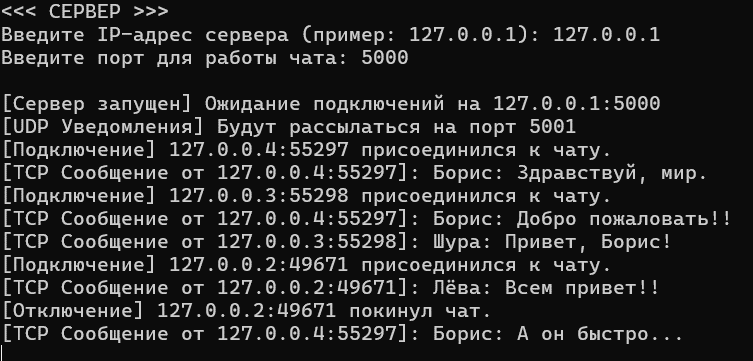 <<< СЕРВЕР >>>
Введите IP-адрес сервера (пример: 127.0.0.1): 127.0.0.1
Введите порт для работы чата: 5000
[Сервер запущен] Ожидание подключений на 127.0.0.1:5000
[UDP Уведомления] Будут рассылаться на порт 5001
[Подключение] 127.0.0.4:55297 присоединился к чату.
[TCP Сообщение от 127.0.0.4:55297]: Борис: Здравствуй, мир.
[Подключение] 127.0.0.3:55298 присоединился к чату.
[TCP Сообщение от 127.0.0.4:55297]: Борис: Добро пожаловать!!
[TCP Сообщение от 127.0.0.3:55298]: Шура: Привет, Борис!
[Подключение] 127.0.0.2:49671 присоединился к чату.
[TCP Сообщение от 127.0.0.2:49671]: Лёва: Всем привет!!
[Отключение] 127.0.0.2:49671 покинул чат.
[TCP Сообщение от 127.0.0.4:55297]: Борис: А он быстро...